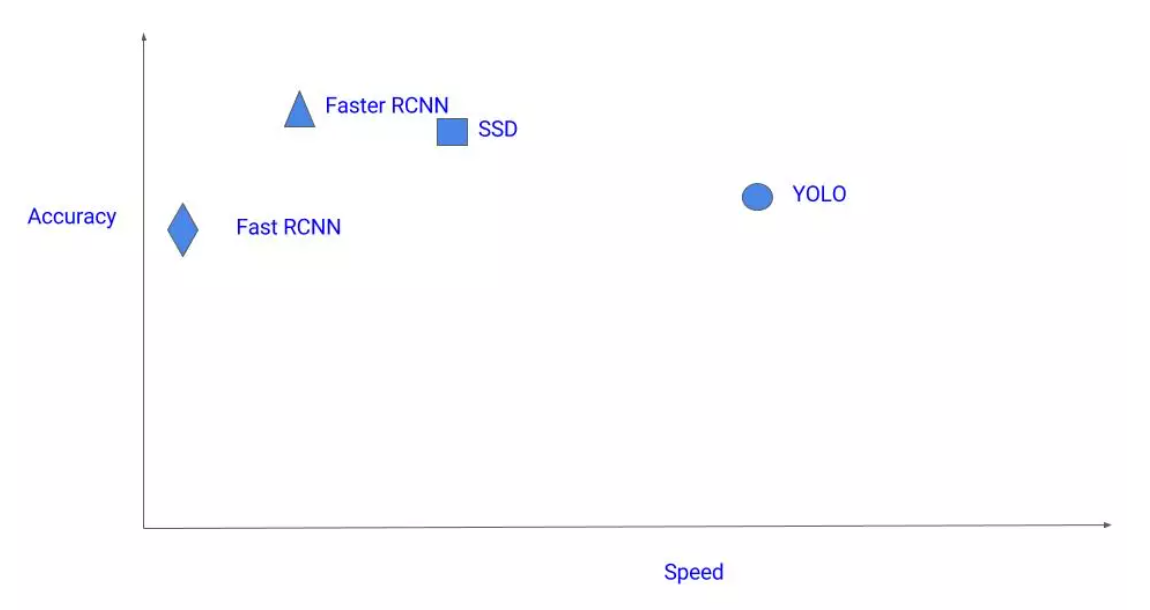 Faster RCNN
SSD
YOLO
Accuracy
Fast RCNN
Speed